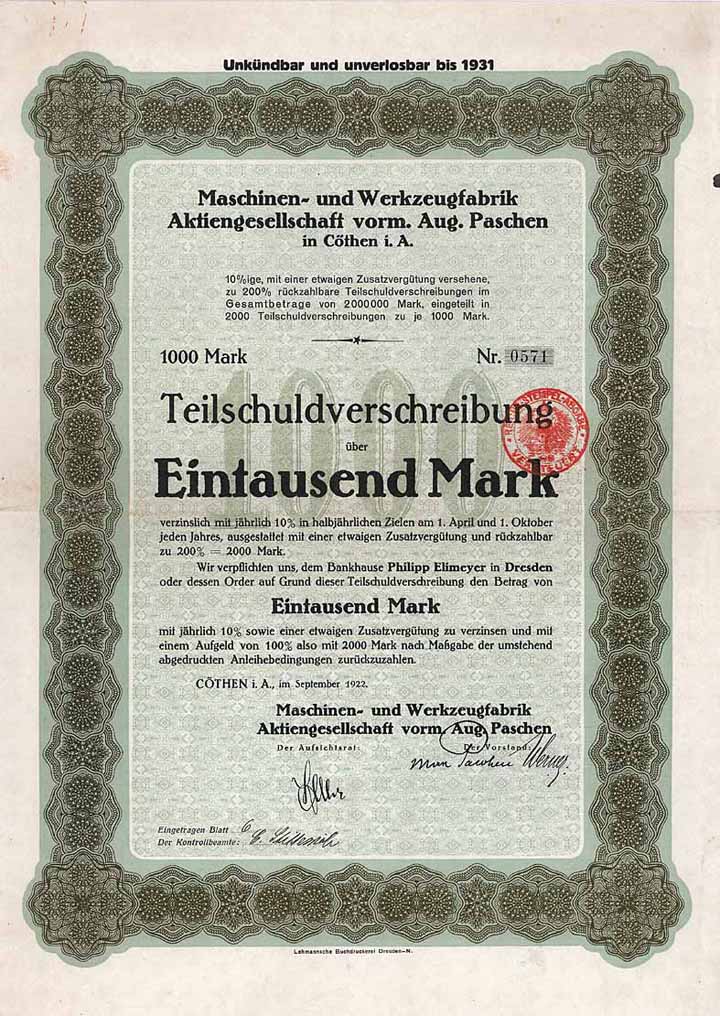 Unkündbar und unverlosbar bis 1931
Maschinen- und Werkzeugfabrik
Aktiengesellschaft vorm. Aug. Paschen
in Cöthen i. A.
10%ige, mit einer etwaigen Zusatzvergütung versehene,
zu 200% rückzahlbare Teilschuldverschreibungen im
Gesamtbetrage von 2000000 Mark, eingeteilt in
2000 Teilschuldverschreibungen zu je 1000 Mark.
1000 Mark Nr. 0571
1000
Teilschuldverschreibung
über
Eintausend Mark
verzinslich mit jährlich 10% in halbjährlichen Zielen am 1. April und 1. Oktober
jeden Jahres, ausgestattet mit einer etwaigen Zusatzvergütung und rückzahlbar
zu 200% = 2000 Mark.
Wir verpflichten uns, dem Bankhause Philipp Elimeyer in Dresden
oder dessen Order auf Grund dieser Teilschuldverschreibung den Betrag von
Eintausend Mark
mit jährlich 10% sowie einer etwaigen Zusatzvergütung zu verzinsen und mit
einem Aufgeld von 100% also mit 2000 Mark nach Maßgabe der umstehend
abgedruckten Anleihebedingungen zurückzuzahlen.
CÖTHEN i. A., im September 1922.
Maschinen- und Werkzeugfabrik
Aktiengesellschaft vorm. Aug. Paschen
Der Aufsichtsrat: Der Vorstand:
Eingetragen Blatt 6
Der Kontrollbeamte:
Lehmannsche Buchdruckerei Dresden-N.